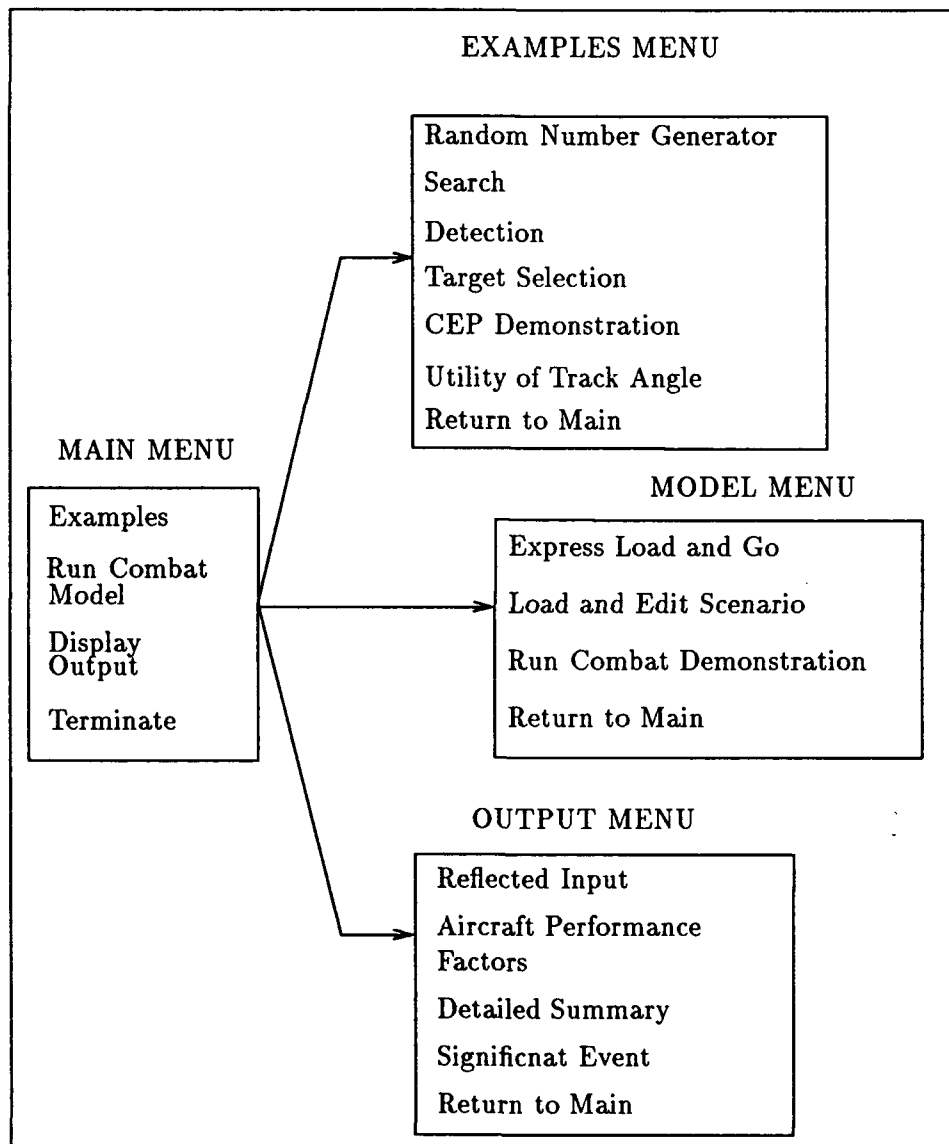 EXAMPLES MENU
Random Number Generator
Search
Detection
Target Selection
CEP Demonstration
Utility of Track Angle
Return to Main
MAIN MENU
Examples
Run Combat
Model
Display
Output
Terminate
MODEL MENU
Express Load and Go
Load and Edit Scenario
Run Combat Demonstration
Return to Main
OUTPUT MENU
Reflected Input
Aircraft Performance
Factors
Detailed Summary
Significnat Event
Return to Main